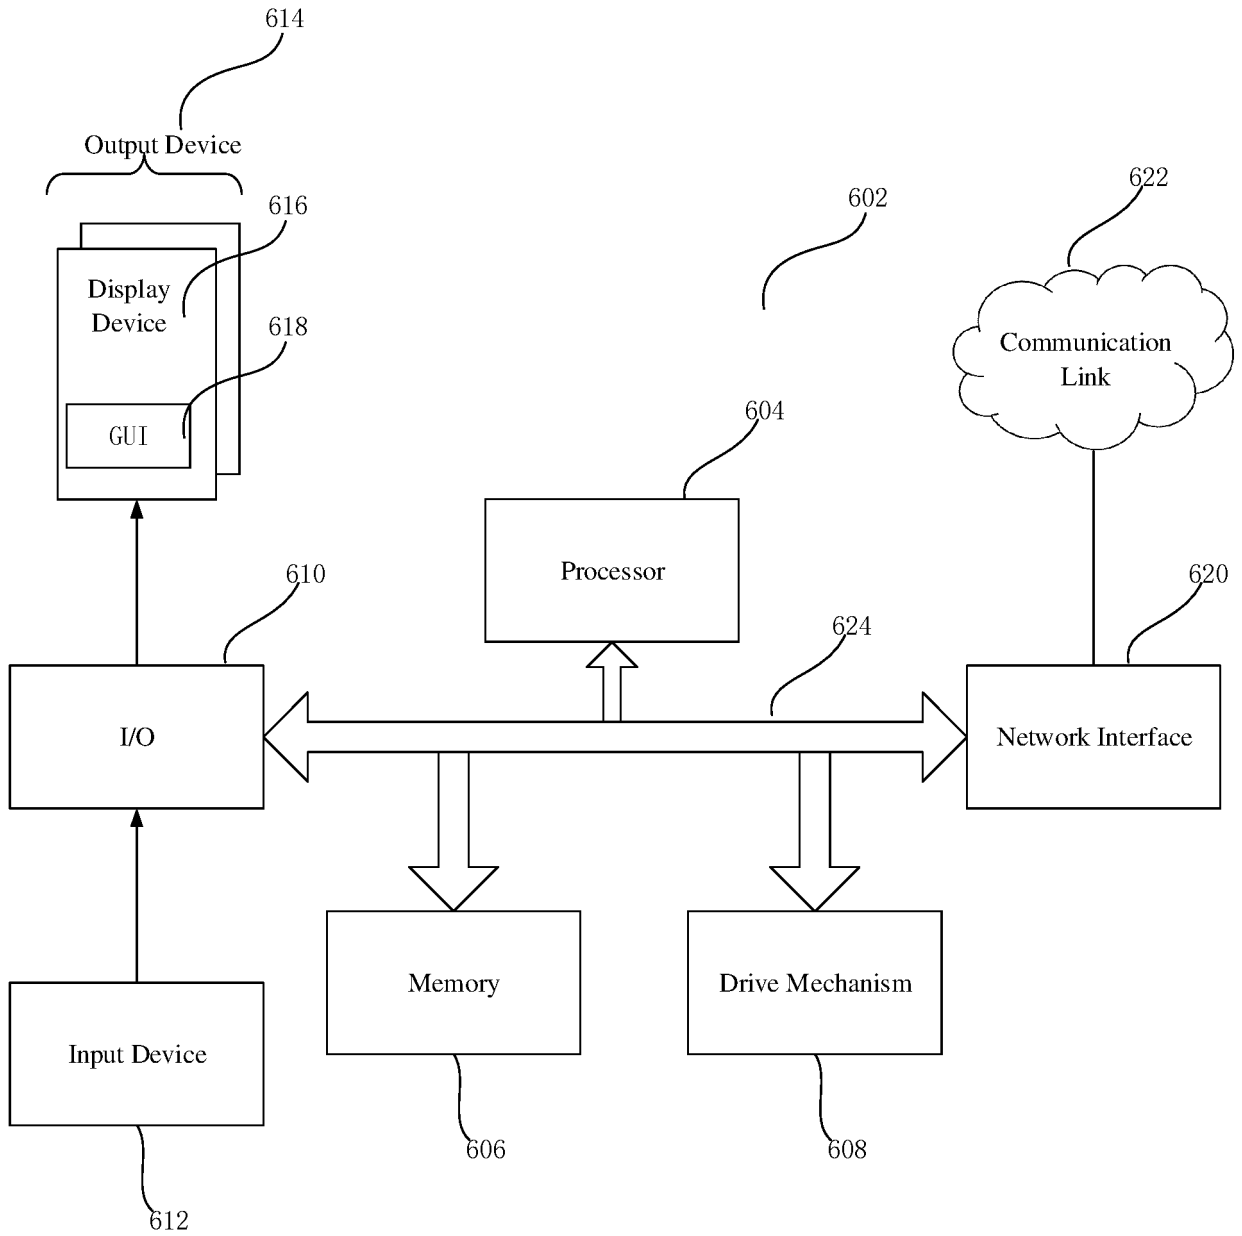 614
Output Device
616
Display
Device
618
GUI
602
622
Communication
Link
604
Processor
610
I/O
624
620
Network Interface
Memory
Drive Mechanism
Input Device
606
608
612